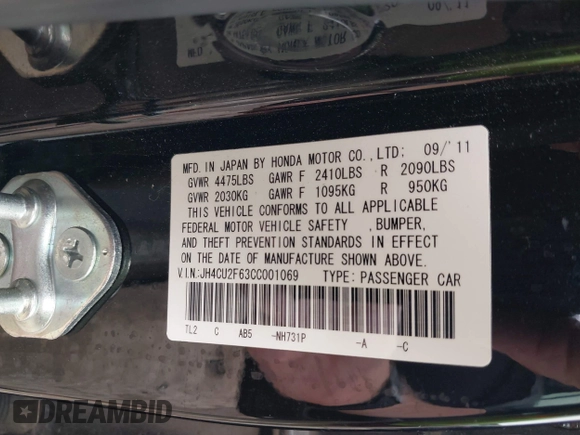 MFD. IN JAPAN BY HONDA MOTOR CO.,LTD: 09/'11
GVWR 4475LBS GAWR F 2410LBS R 2090LBS
GVWR 2030KG GAWR F 1095KG R 950KG
THIS VEHICLE CONFORMS TO ALL APPLICABLE
FEDERAL MOTOR VEHICLE SAFETY ,BUMPER,
AND THEFT PREVENTION STANDARDS IN EFFECT
ON THE DATE OF MANUFACTURE SHOWN ABOVE.
V.I.N:JH4CU2F63CC001069 TYPE: PASSENGER CAR
TL2 C AB5 -NH731P -A -C
DREAMBID